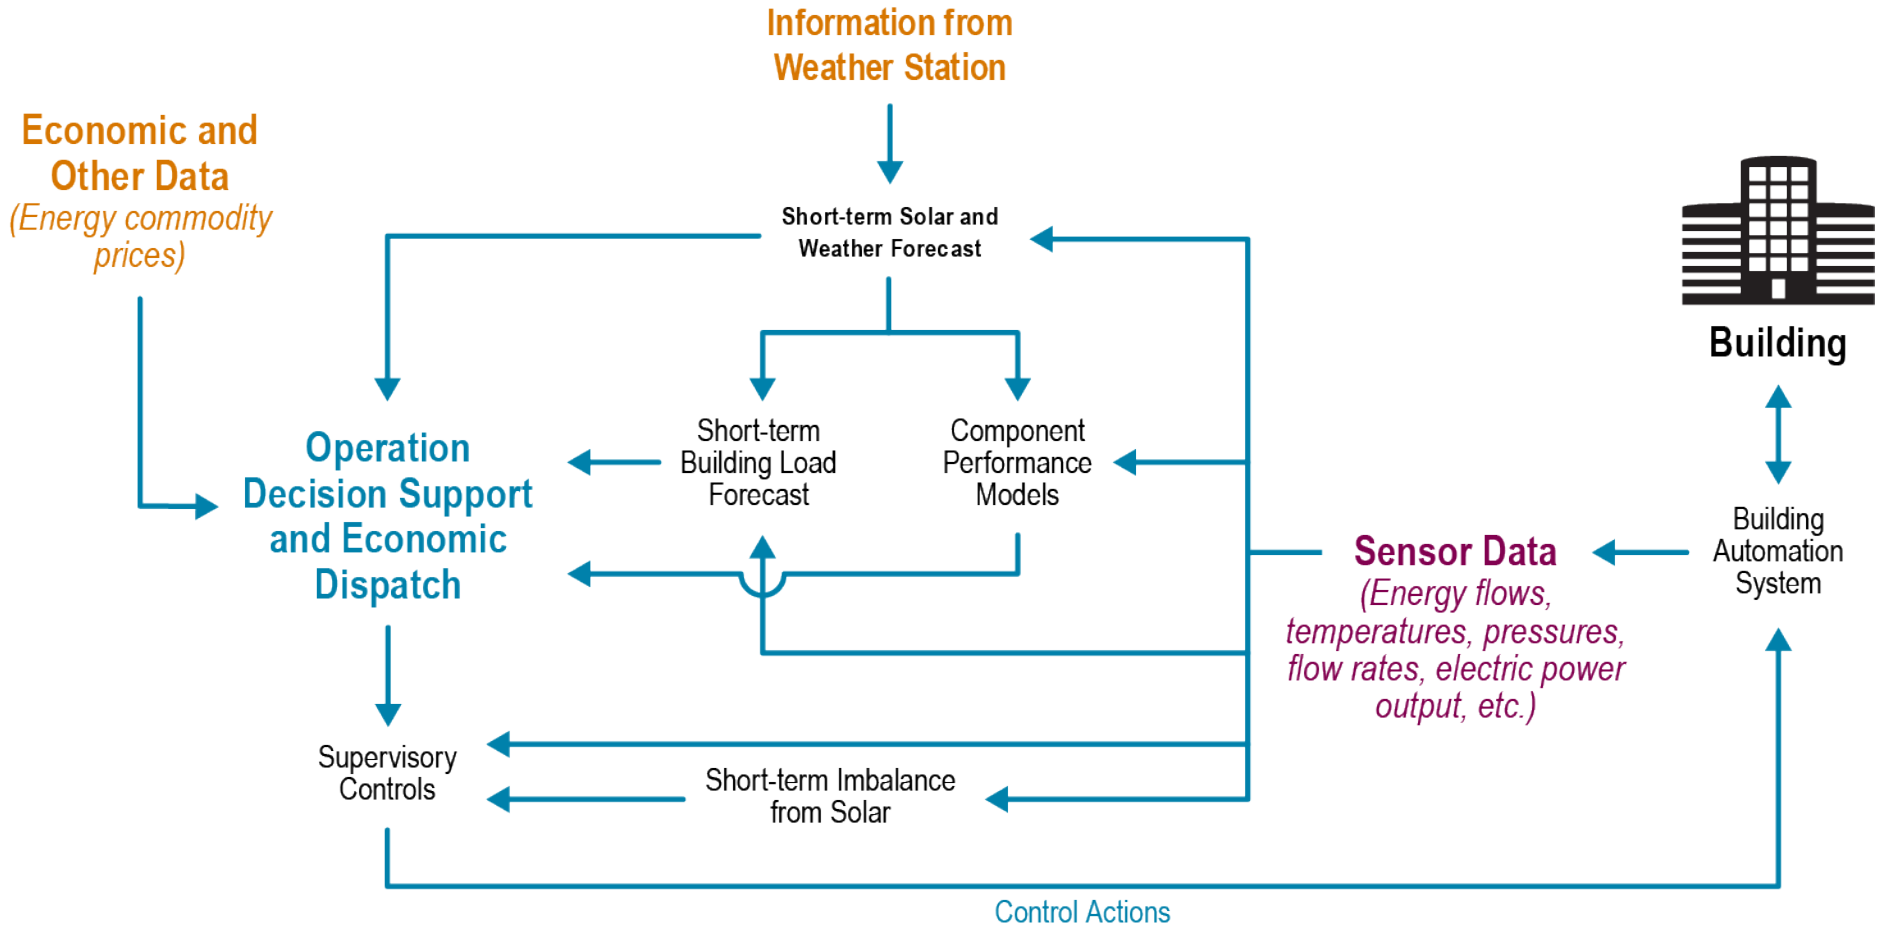 Information from
Weather Station
Economic and
Other Data
(Energy commodity
prices)
Short-term Solar and
Weather Forecast
Building
Operation
Decision Support
and Economic
Dispatch
Short-term
Building Load
Forecast
Component
Performance
Models
Sensor Data
(Energy flows,
temperatures, pressures,
flow rates, electric power
output, etc.)
Building
Automation
System
Supervisory
Controls
Short-term Imbalance
from Solar
Control Actions